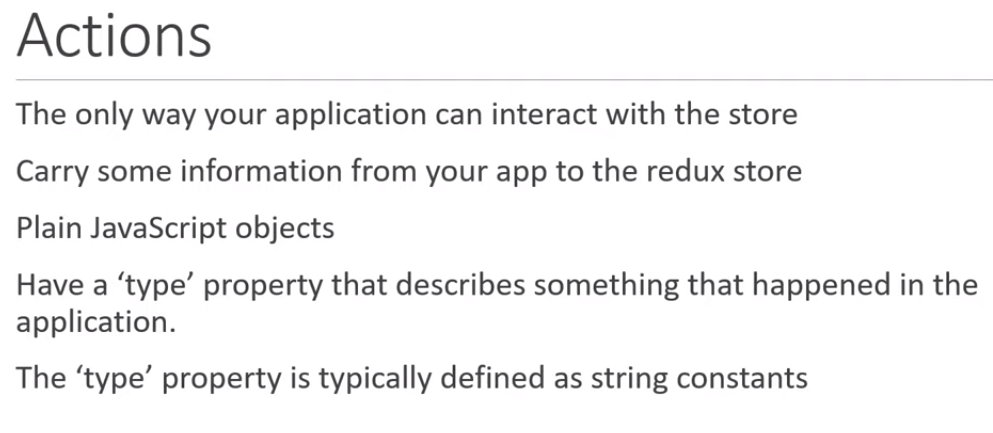 Actions
The only way your application can interact with the store
Carry some information from your app to the redux store
Plain JavaScript objects
Have a ‘type’ property that describes something that happened in the
application.
The ‘type’ property is typically defined as string constants